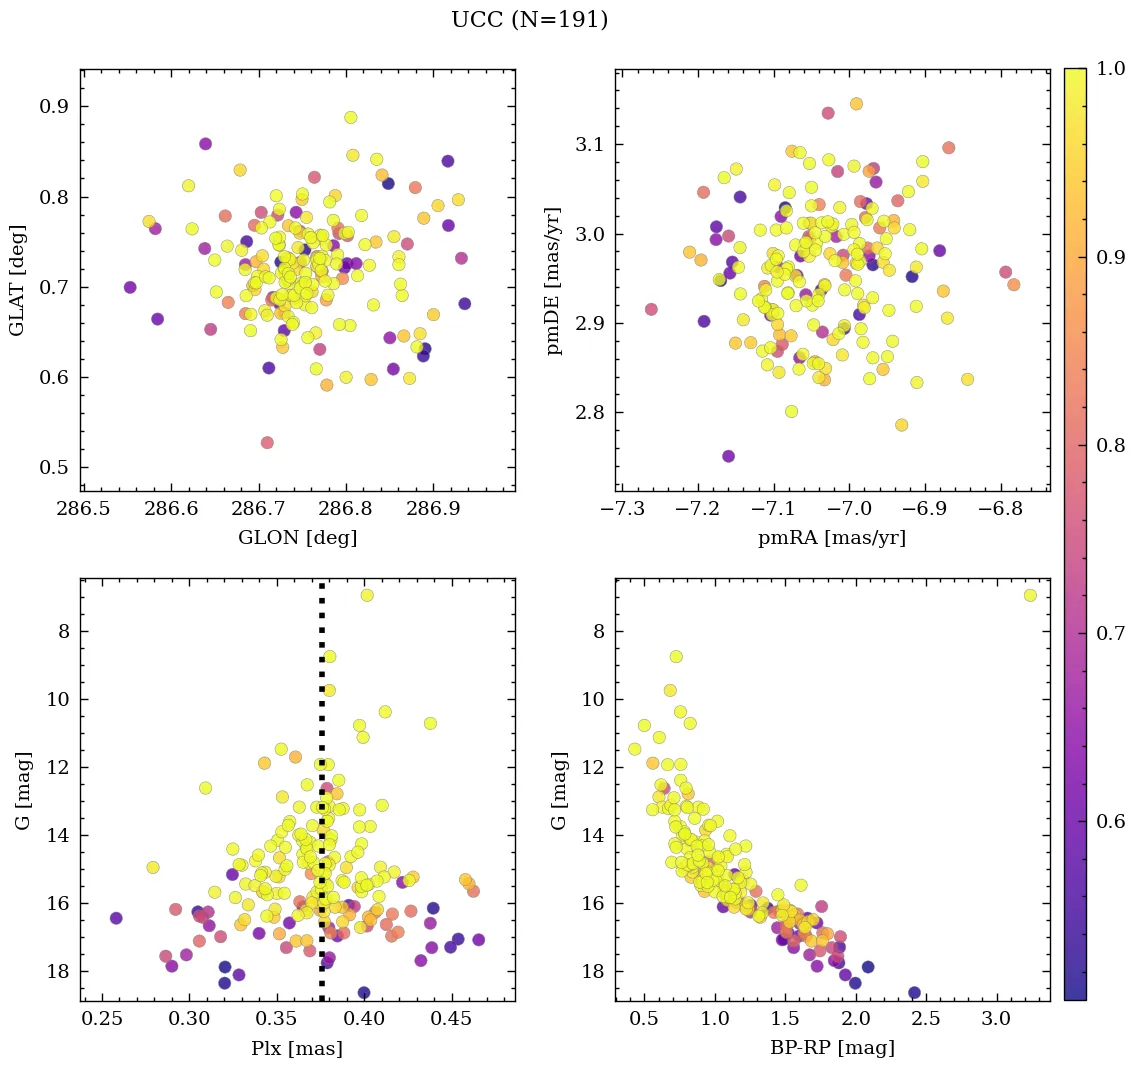 UCC (N=191)
0.9
0.8
0.7
0.6
0.5
GLAT [deg]
286.5 286.6 286.7 286.8 286.9
GLON [deg]
3.1
3.0
2.9
2.8
pmDE [mas/yr]
−7.3 −7.2 −7.1 −7.0 −6.9 −6.8
pmRA [mas/yr]
1.0
0.9
0.8
0.7
0.6
8
10
12
14
16
18
G [mag]
0.25 0.30 0.35 0.40 0.45
Plx [mas]
8
10
12
14
16
18
G [mag]
0.5 1.0 1.5 2.0 2.5 3.0
BP-RP [mag]